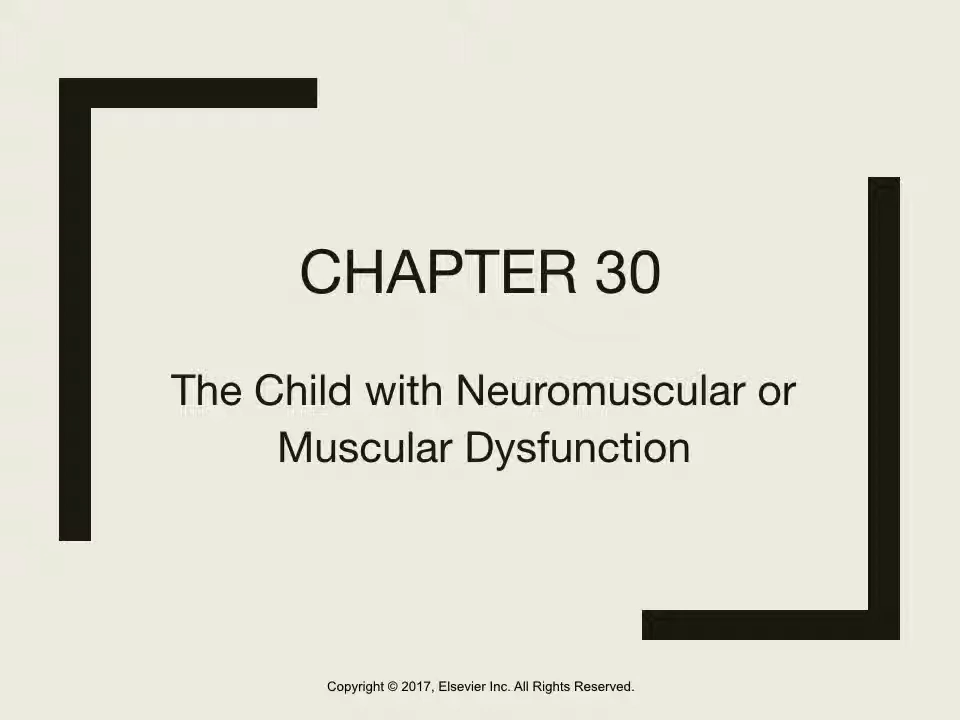 CHAPTER 30
The Child with Neuromuscular or
Muscular Dysfunction
Copyright © 2017, Elsevier Inc. All Rights Reserved.